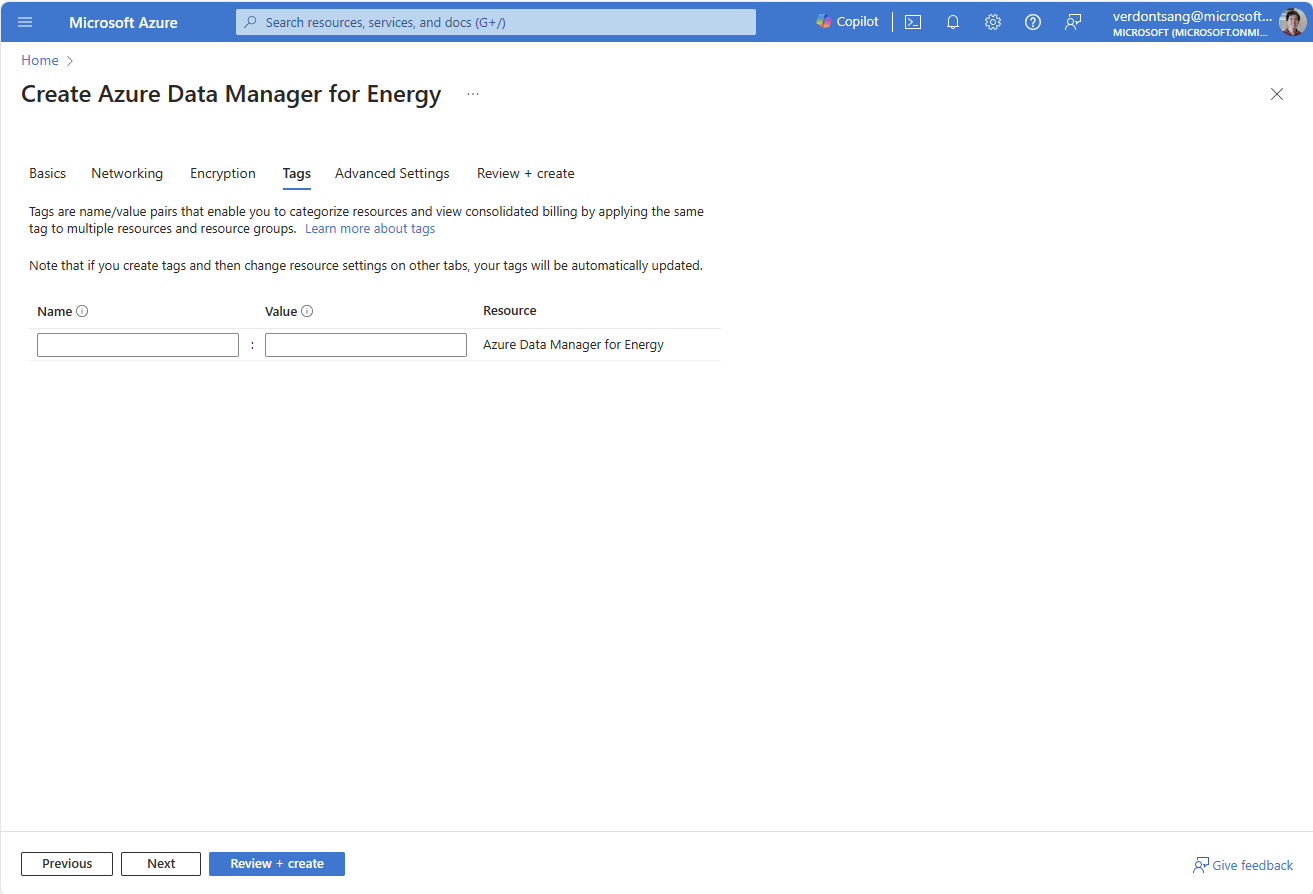 Microsoft Azure
Search resources, services, and docs (G+/)
Copilot
verdontsang@microsoft...
MICROSOFT (MICROSOFT.ONMI...
Home
Create Azure Data Manager for Energy
...
Basics
Networking
Encryption
Tags
Advanced Settings
Review + create
Tags are name/value pairs that enable you to categorize resources and view consolidated billing by applying the same
tag to multiple resources and resource groups. Learn more about tags
Note that if you create tags and then change resource settings on other tabs, your tags will be automatically updated.
Name
Value
Resource
:
Azure Data Manager for Energy
Previous
Next
Review + create
Give feedback